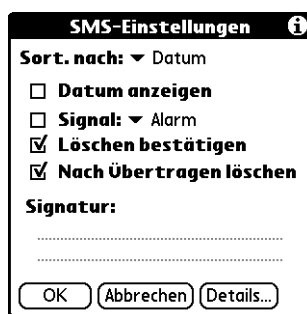 SMS-Einstellungen i
Sort. nach: Datum
Datum anzeigen
Signal: Alarm
Löschen bestätigen
Nach Übertragen löschen
Signatur:
OK Abbrechen Details...